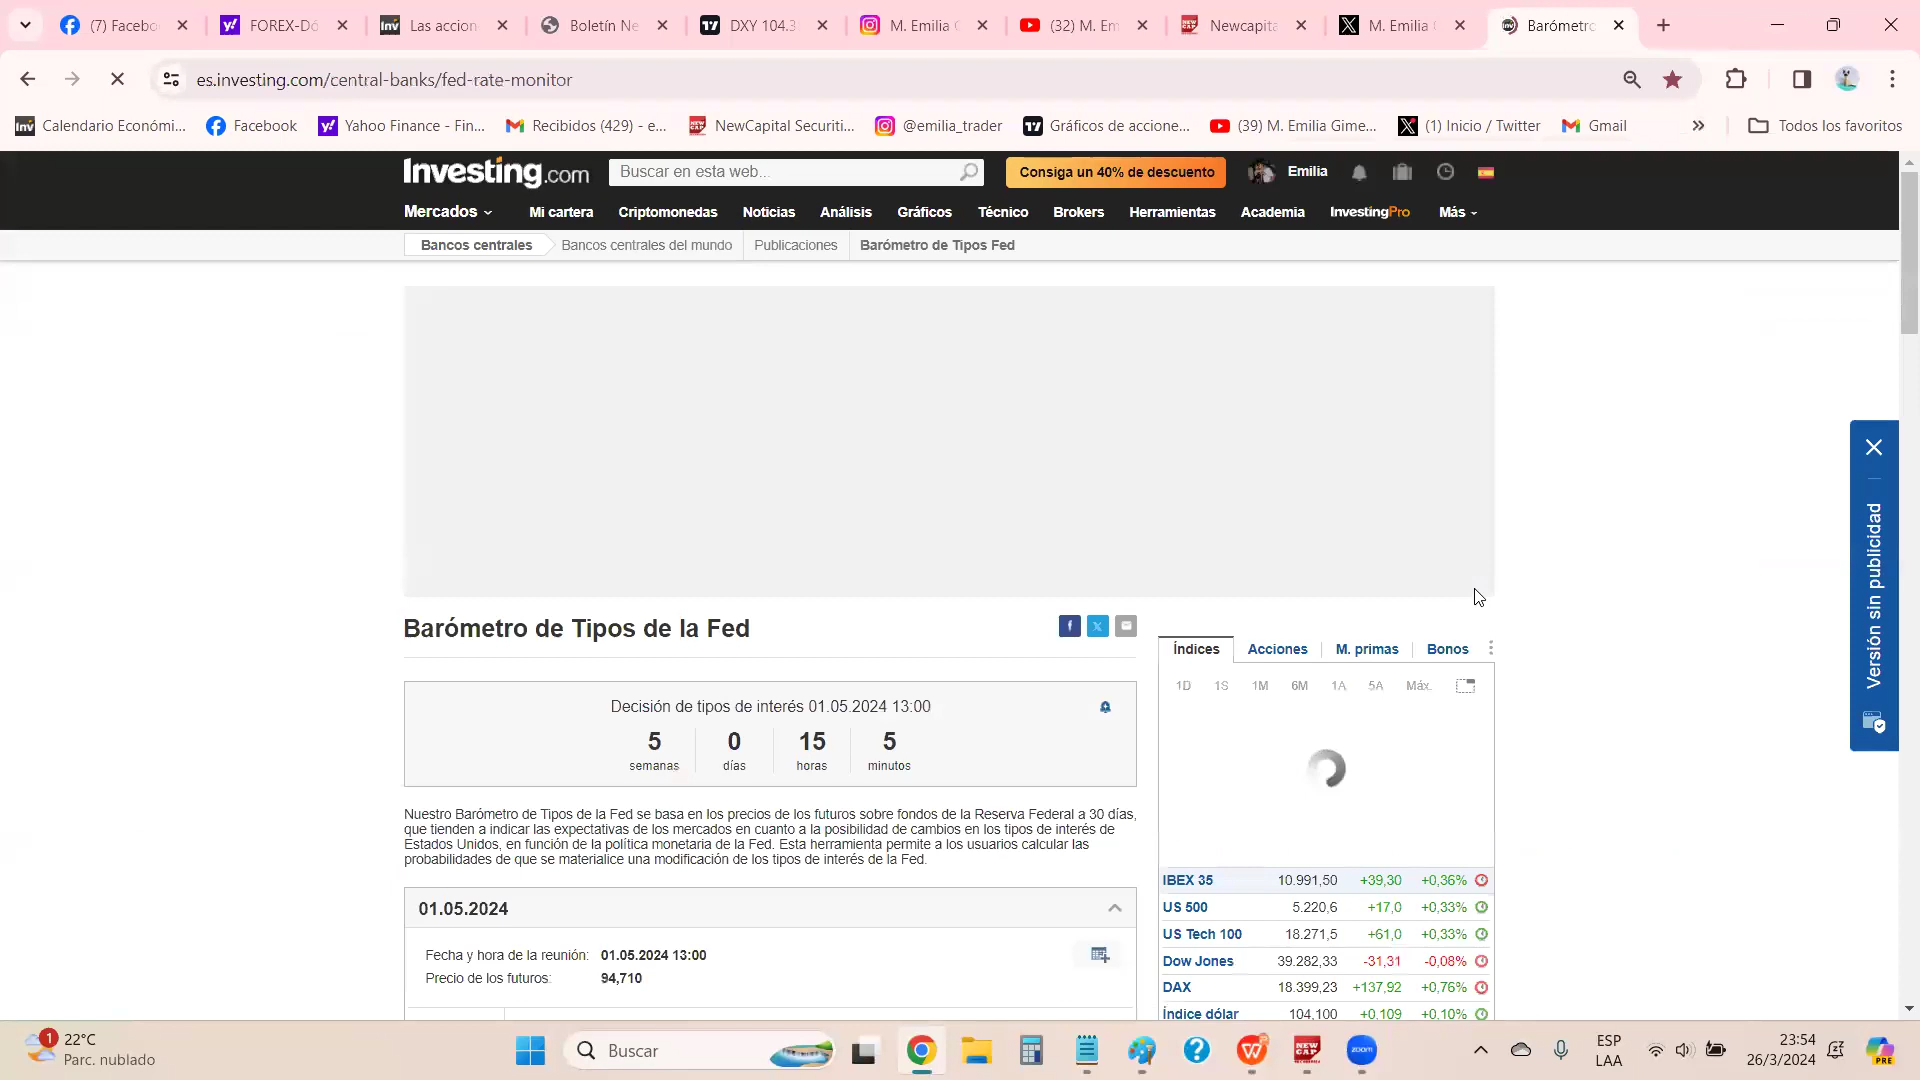 (7) Facebo
FOREX-Dó
Las accion
Boletín Ne
DXY 104.3
M. Emilia G
(32) M. Em
Newcapita
M. Emilia
Barómetro
es.investing.com/central-banks/fed-rate-monitor
Calendario Económi...
Facebook
Yahoo Finance - Fin...
Recibidos (429) - e...
NewCapital Securiti...
@emilia_trader
Gráficos de accione...
(39) M. Emilia Gime...
(1) Inicio / Twitter
Gmail
Todos los favoritos
Investing.com
Buscar en esta web...
Consiga un 40% de descuento
Emilia
Mercados
Mi cartera
Criptomonedas
Noticias
Análisis
Gráficos
Técnico
Brokers
Herramientas
Academia
InvestingPro
Más
Bancos centrales
Bancos centrales del mundo
Publicaciones
Barómetro de Tipos Fed
Barómetro de Tipos de la Fed
Decisión de tipos de interés 01.05.2024 13:00
5 0 15 5
semanas días horas minutos
Nuestro Barómetro de Tipos de la Fed se basa en los precios de los futuros sobre fondos de la Reserva Federal a 30 días,
que tienden a indicar las expectativas de los mercados en cuanto a la posibilidad de cambios en los tipos de interés de
Estados Unidos, en función de la política monetaria de la Fed. Esta herramienta permite a los usuarios calcular las
probabilidades de que se materialice una modificación de los tipos de interés de la Fed.
01.05.2024
Fecha y hora de la reunión: 01.05.2024 13:00
Precio de los futuros: 94,710
Índices Acciones M. primas Bonos
1D 1S 1M 6M 1A 5A Máx.
IBEX 35 10.991,50 +39,30 +0,36%
US 500 5.220,6 +17,0 +0,33%
US Tech 100 18.271,5 +61,0 +0,33%
Dow Jones 39.282,33 -31,31 -0,08%
DAX 18.399,23 +137,92 +0,76%
Índice dólar 104,100 +0,109 +0,10%
Versión sin publicidad
1
22°C
Parc. nublado
Buscar
NEW CAP
zoom
ESP
LAA
23:54
26/3/2024
PRE